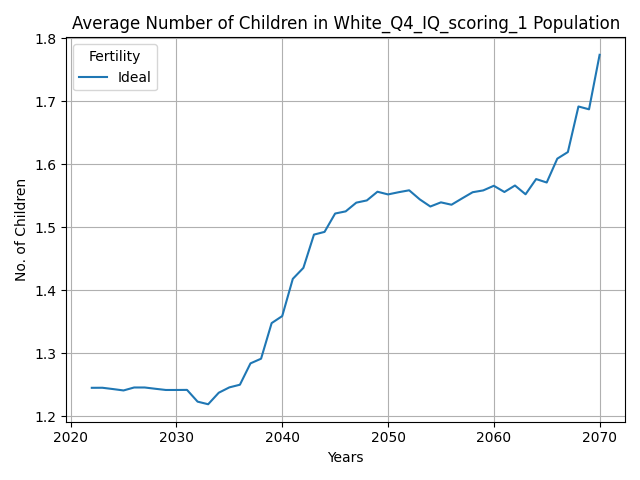 Average Number of Children in White_Q4_IQ_scoring_1 Population
Fertility
Ideal
No. of Children
1.8
1.7
1.6
1.5
1.4
1.3
1.2
2020 2030 2040 2050 2060 2070
Years